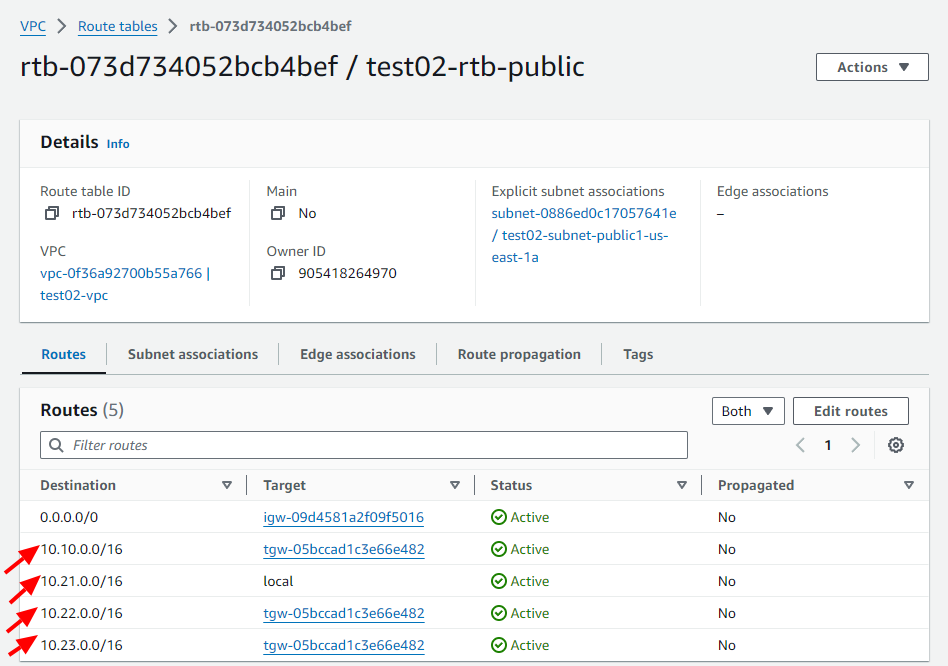 VPC > Route tables > rtb-073d734052bcb4bef
rtb-073d734052bcb4bef / test02-rtb-public
Actions
Details Info
Route table ID
rtb-073d734052bcb4bef
VPC
vpc-0f36a92700b55a766 |
test02-vpc
Main
No
Owner ID
905418264970
Explicit subnet associations
subnet-0886ed0c17057641e
/ test02-subnet-public1-us-
east-1a
Edge associations
–
Routes Subnet associations Edge associations Route propagation Tags
Routes (5)
Both Edit routes
Filter routes
1
Destination Target Status Propagated
0.0.0.0/0 igw-09d4581a2f09f5016 Active No
10.10.0.0/16 tgw-05bccad1c3e66e482 Active No
10.21.0.0/16 local Active No
10.22.0.0/16 tgw-05bccad1c3e66e482 Active No
10.23.0.0/16 tgw-05bccad1c3e66e482 Active No